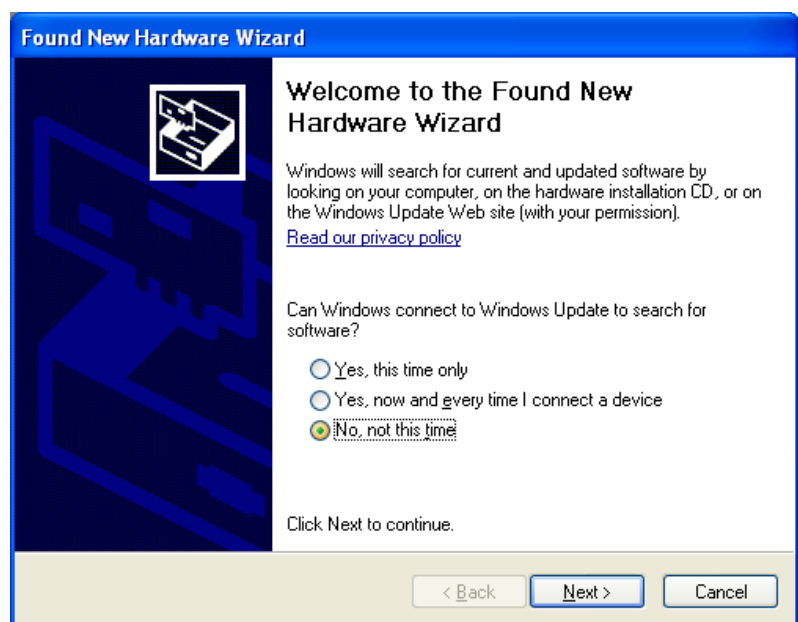 Found New Hardware Wizard
Welcome to the Found New
Hardware Wizard
Windows will search for current and updated software by
looking on your computer, on the hardware installation CD, or on
the Windows Update Web site (with your permission).
Read our privacy policy
Can Windows connect to Windows Update to search for
software?
Yes, this time only
Yes, now and every time I connect a device
No, not this time
Click Next to continue.
< Back
Next >
Cancel